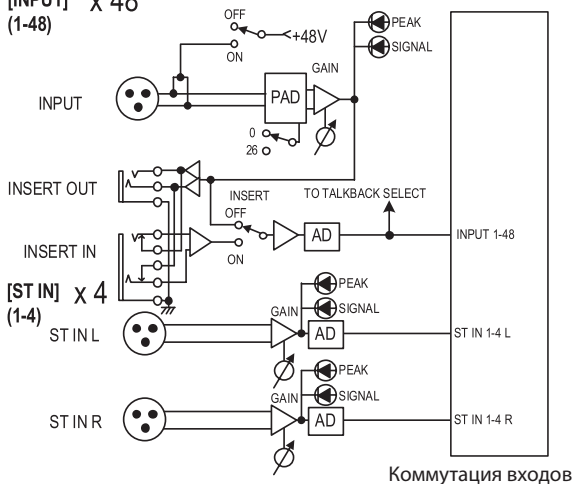 [INPUT] x 48
(1-48)
OFF
+48V
ON
PEAK
SIGNAL
GAIN
INPUT
PAD
0
26
INSERT OUT
INSERT
OFF
TO TALKBACK SELECT
AD
INPUT 1-48
INSERT IN
ON
[ST IN] x 4
(1-4)
PEAK
GAIN
SIGNAL
ST IN L
AD
ST IN 1-4 L
PEAK
GAIN
SIGNAL
ST IN R
AD
ST IN 1-4 R
Коммутация входов